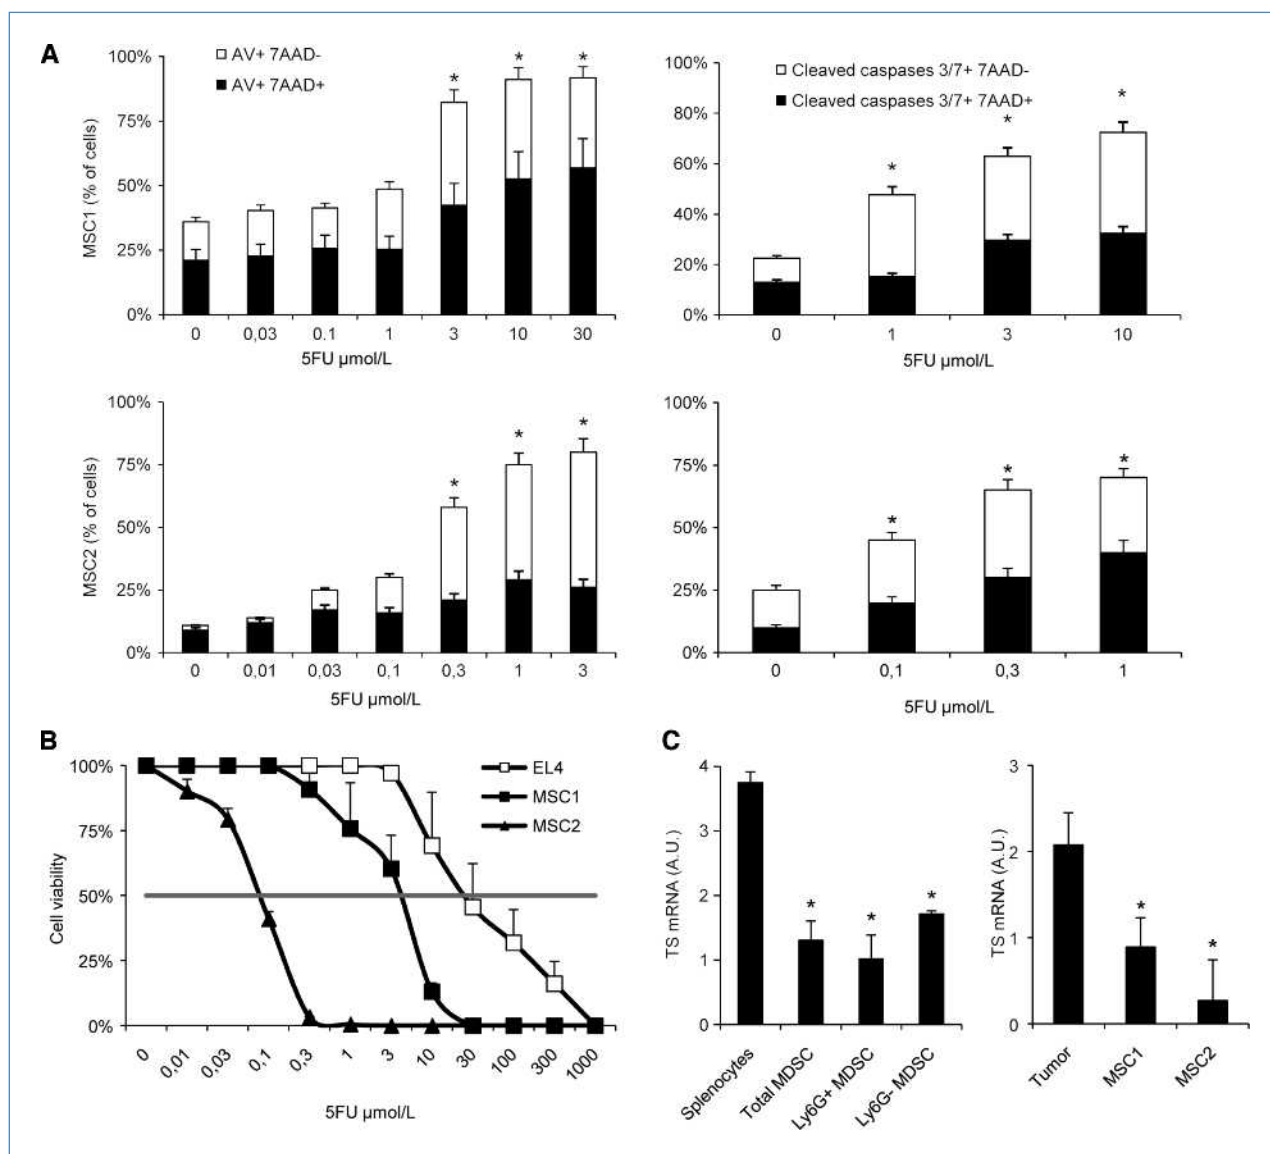 A
AV+ 7AAD-
AV+ 7AAD+
MSC1 (% of cells)
100%
75%
50%
25%
0%
0 0,03 0.1 1 3 10 30
5FU µmol/L
* * *
Cleaved caspases 3/7+ 7AAD-
Cleaved caspases 3/7+ 7AAD+
100%
80%
60%
40%
20%
0%
0 1 3 10
5FU µmol/L
* * *
MSC2 (% of cells)
100%
75%
50%
25%
0%
0 0,01 0,03 0,1 0,3 1 3
5FU µmol/L
* * *
100%
75%
50%
25%
0%
0 0,1 0,3 1
5FU µmol/L
* * *
B
Cell viability
100%
75%
50%
25%
0%
EL4
MSC1
MSC2
0 0,01 0,03 0,1 0,3 1 3 10 30 100 300 1000
5FU µmol/L
C
TS mRNA (A.U.)
4
3
2
1
0
* * *
Splenocytes Total MDSC Ly6G+ MDSC Ly6G- MDSC
TS mRNA (A.U.)
3
2
1
0
* *
Tumor MSC1 MSC2